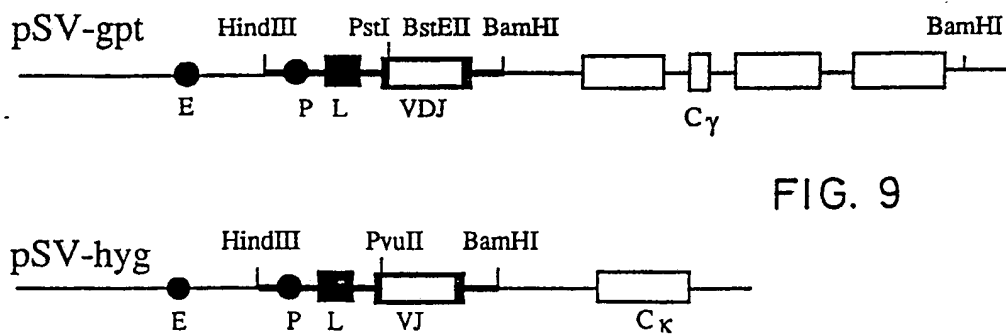 pSV-gpt
HindIII PstI BstEII BamHI BamHI
E P L VDJ Cγ
FIG. 9
pSV-hyg
HindIII PvuII BamHI
E P L VJ Cκ